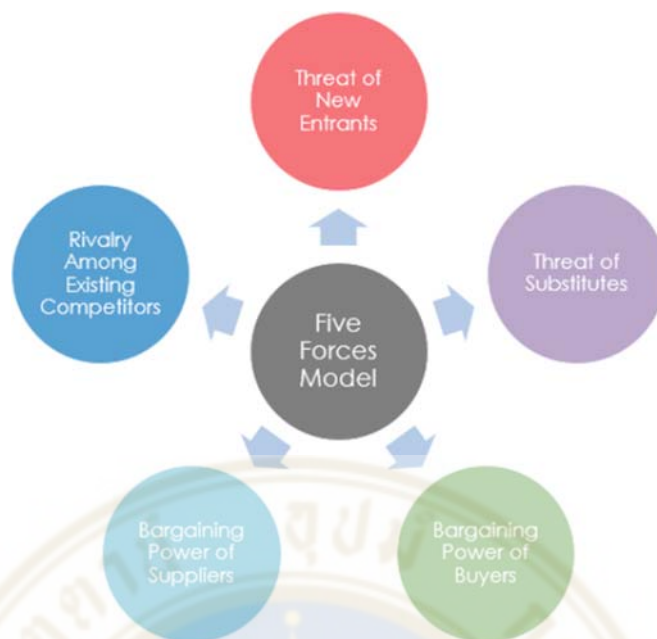 Threat of
New
Entrants
Rivalry
Among
Existing
Competitors
Threat of
Substitutes
Five
Forces
Model
Bargaining
Power of
Suppliers
Bargaining
Power of
Buyers